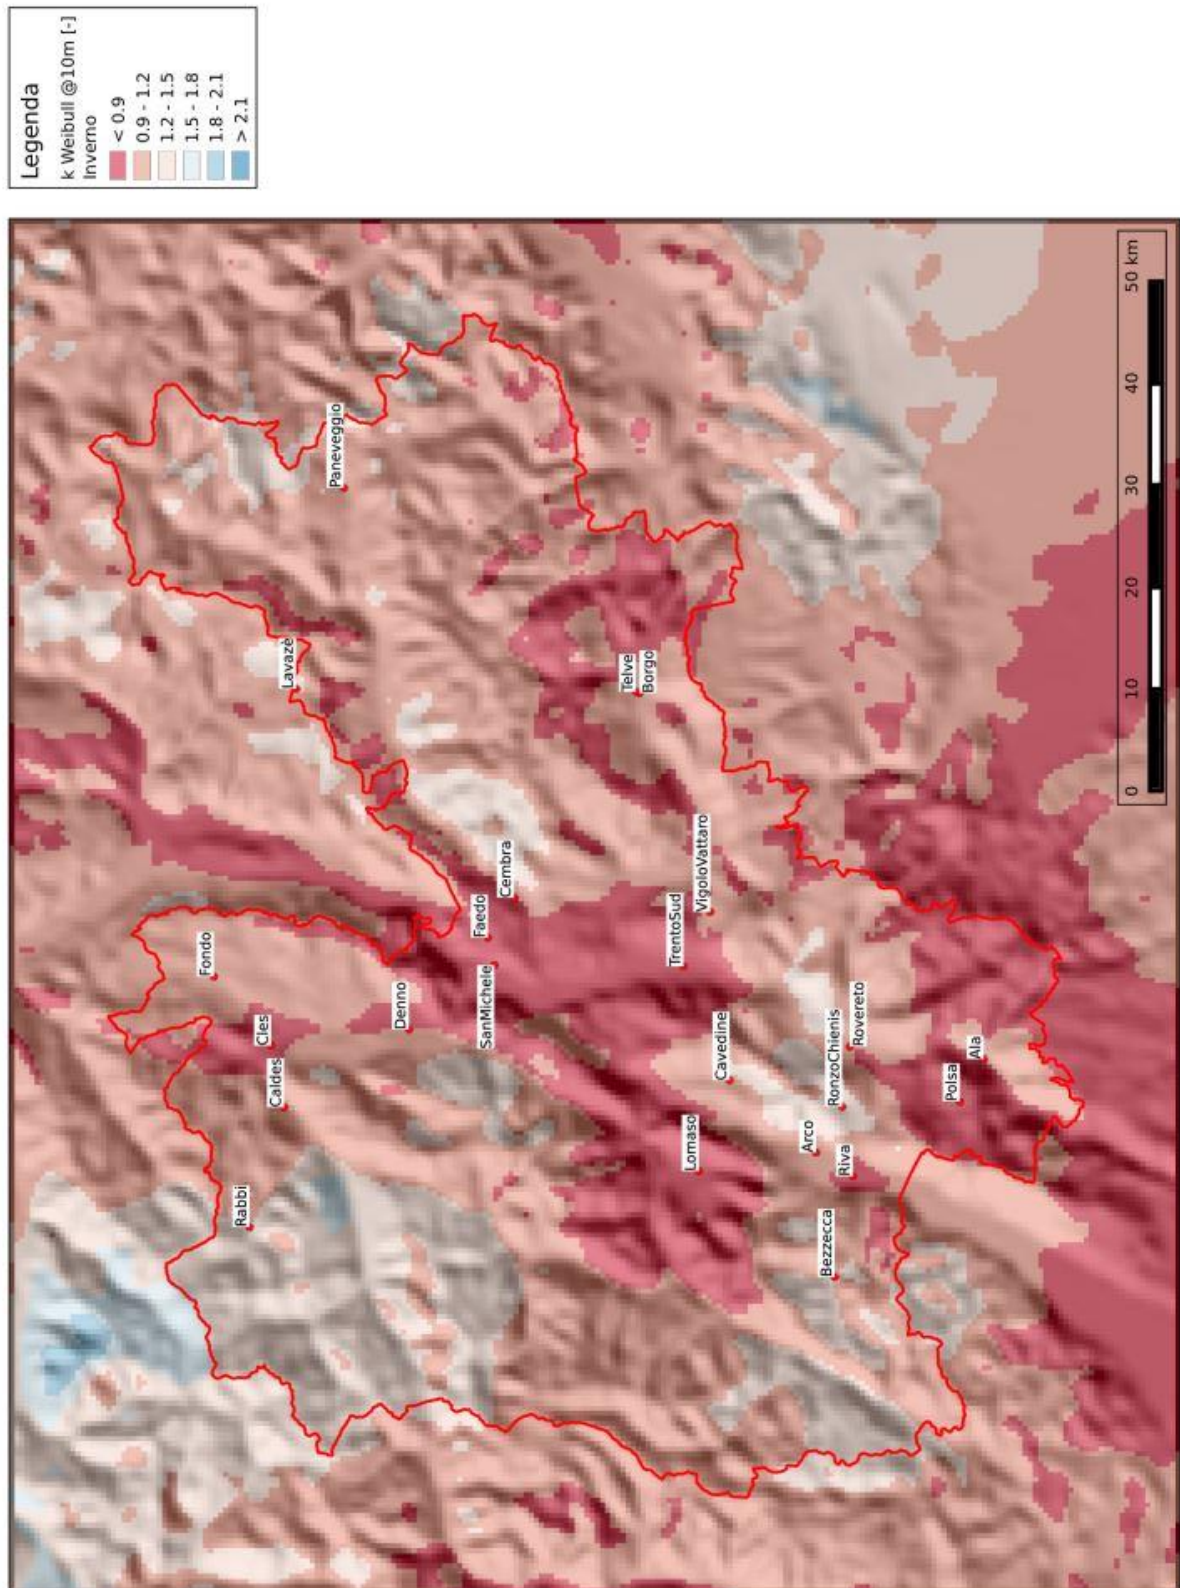 Legenda
k Weibull @10m [-]
Inverno
< 0.9
0.9 - 1.2
1.2 - 1.5
1.5 - 1.8
1.8 - 2.1
> 2.1
Paneveggio
Lavazè
Telve
Borgo
Cembra
Faedo
VigoloVattaro
TrentoSud
Fondo
SanMichele
Denno
Cles
Caldes
Rovereto
RonzoChienis
Cavedine
Ala
Polsa
Arco
Riva
Lomaso
Rabbi
Bezzecca
0
10
20
30
40
50 km